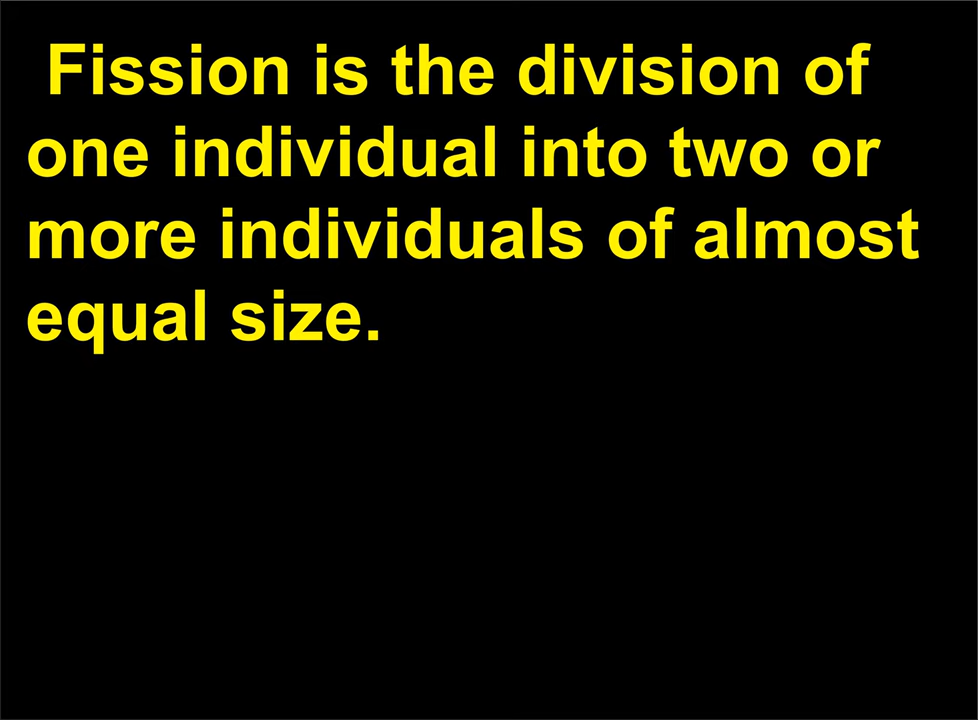 Fission is the division of
one individual into two or
more individuals of almost
equal size.